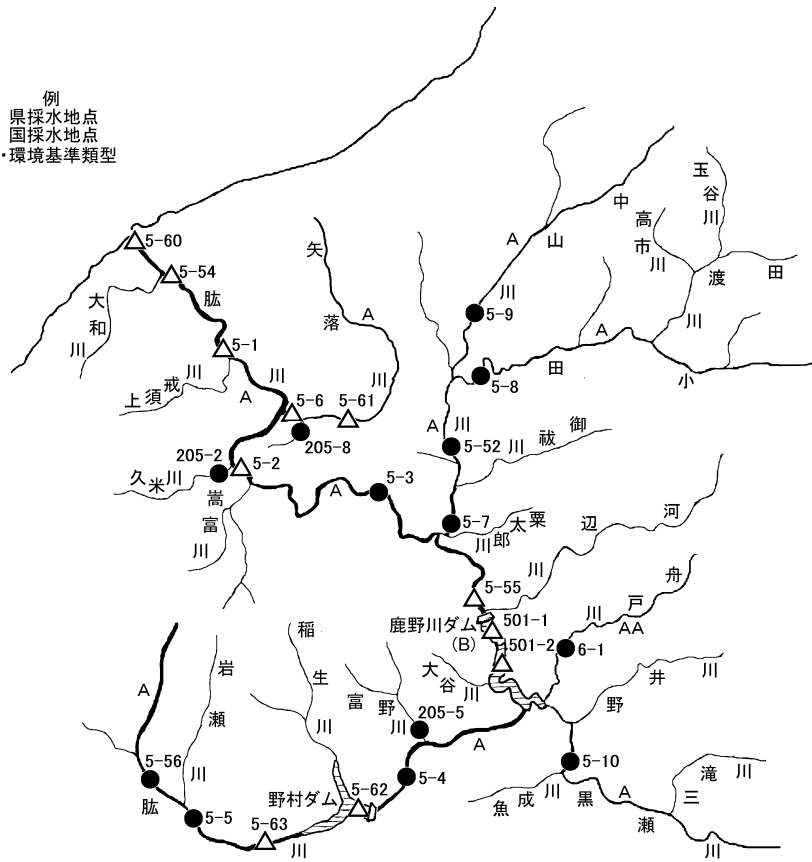 例
県採水地点
国採水地点
・環境基準類型
玉谷川
高市川
中山川
A
渡
田
川
矢落川
A
5-60
5-54
大和川
肱
川
5-1
上須戒川
A
5-6
5-61
205-8
5-9
5-8
小田
A
A
川
5-52
御祓川
205-2
久米川
5-2
嵩富川
A
5-3
5-7
粟太郎川
河辺川
5-55
鹿野川ダム
(B)
501-1
501-2
舟戸川
AA
6-1
大谷川
野井川
稲生川
岩瀬川
A
富野川
205-5
A
5-4
5-56
肱
5-5
野村ダム
5-62
5-63
川
5-10
魚成川
黒瀬川
A
三滝川